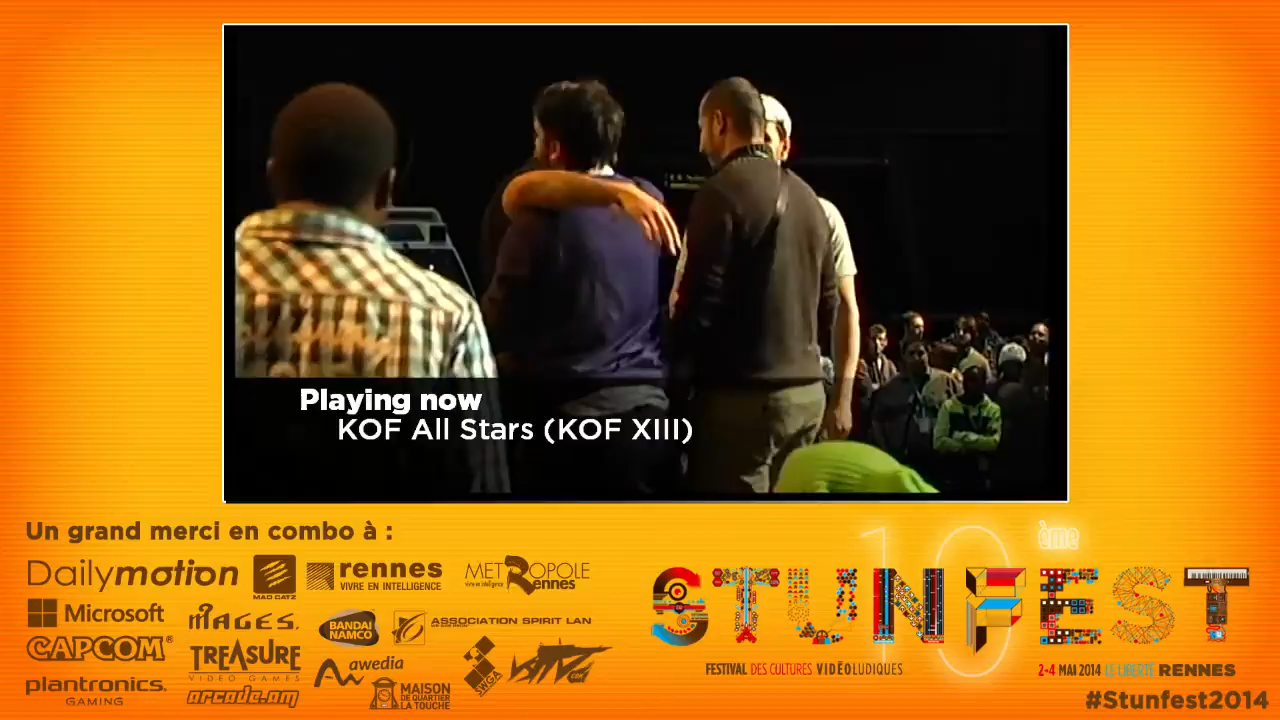 Playing now
KOF All Stars (KOF XIII)
Un grand merci en combo à :
Dailymotion
MAD CATZ
rennes
VIVRE EN INTELLIGENCE
METROPOLE
Rennes
Microsoft
MAGES.
BANDAI
NAMCO
ASSOCIATION SPIRIT LAN
CAPCOM®
TREASURE
VIDEO GAMES
awedia
SWGA
plantronics.
GAMING
arcade.am
MAISON
DE QUARTIER
LA TOUCHE
10ème
STUNFEST
FESTIVAL DES CULTURES VIDÉOLUDIQUES
2-4 MAI 2014 LE LIBERTÉ RENNES
#Stunfest2014